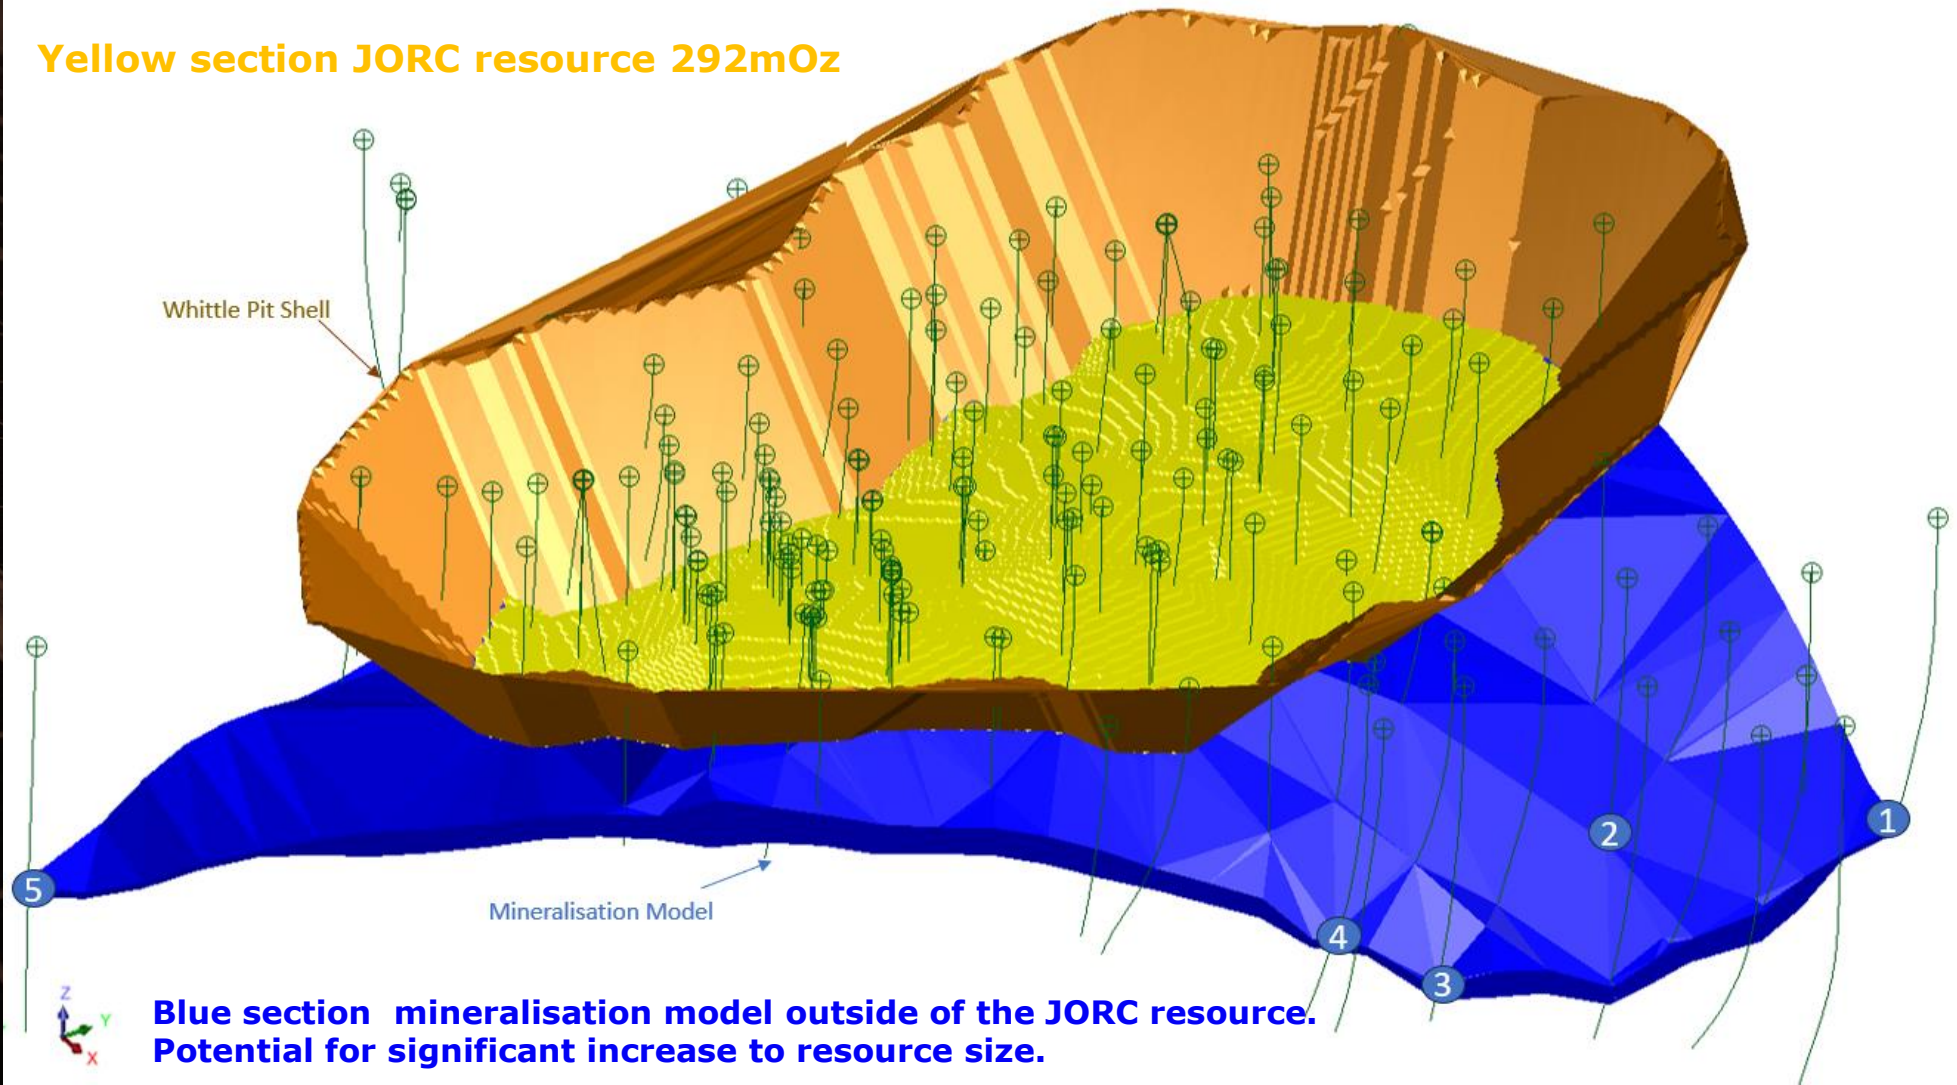 Yellow section JORC resource 292mOz
Whittle Pit Shell
2
1
5
Mineralisation Model
4
3
Z
Y
X
Blue section  mineralisation model outside of the JORC resource.
Potential for significant increase to resource size.